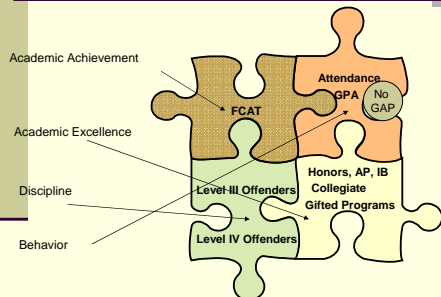 Academic Achievement
Academic Excellence
Discipline
Behavior
FCAT
Attendance
GPA
No
GAP
Level III Offenders
Level IV Offenders
Honors, AP, IB
Collegiate
Gifted Programs